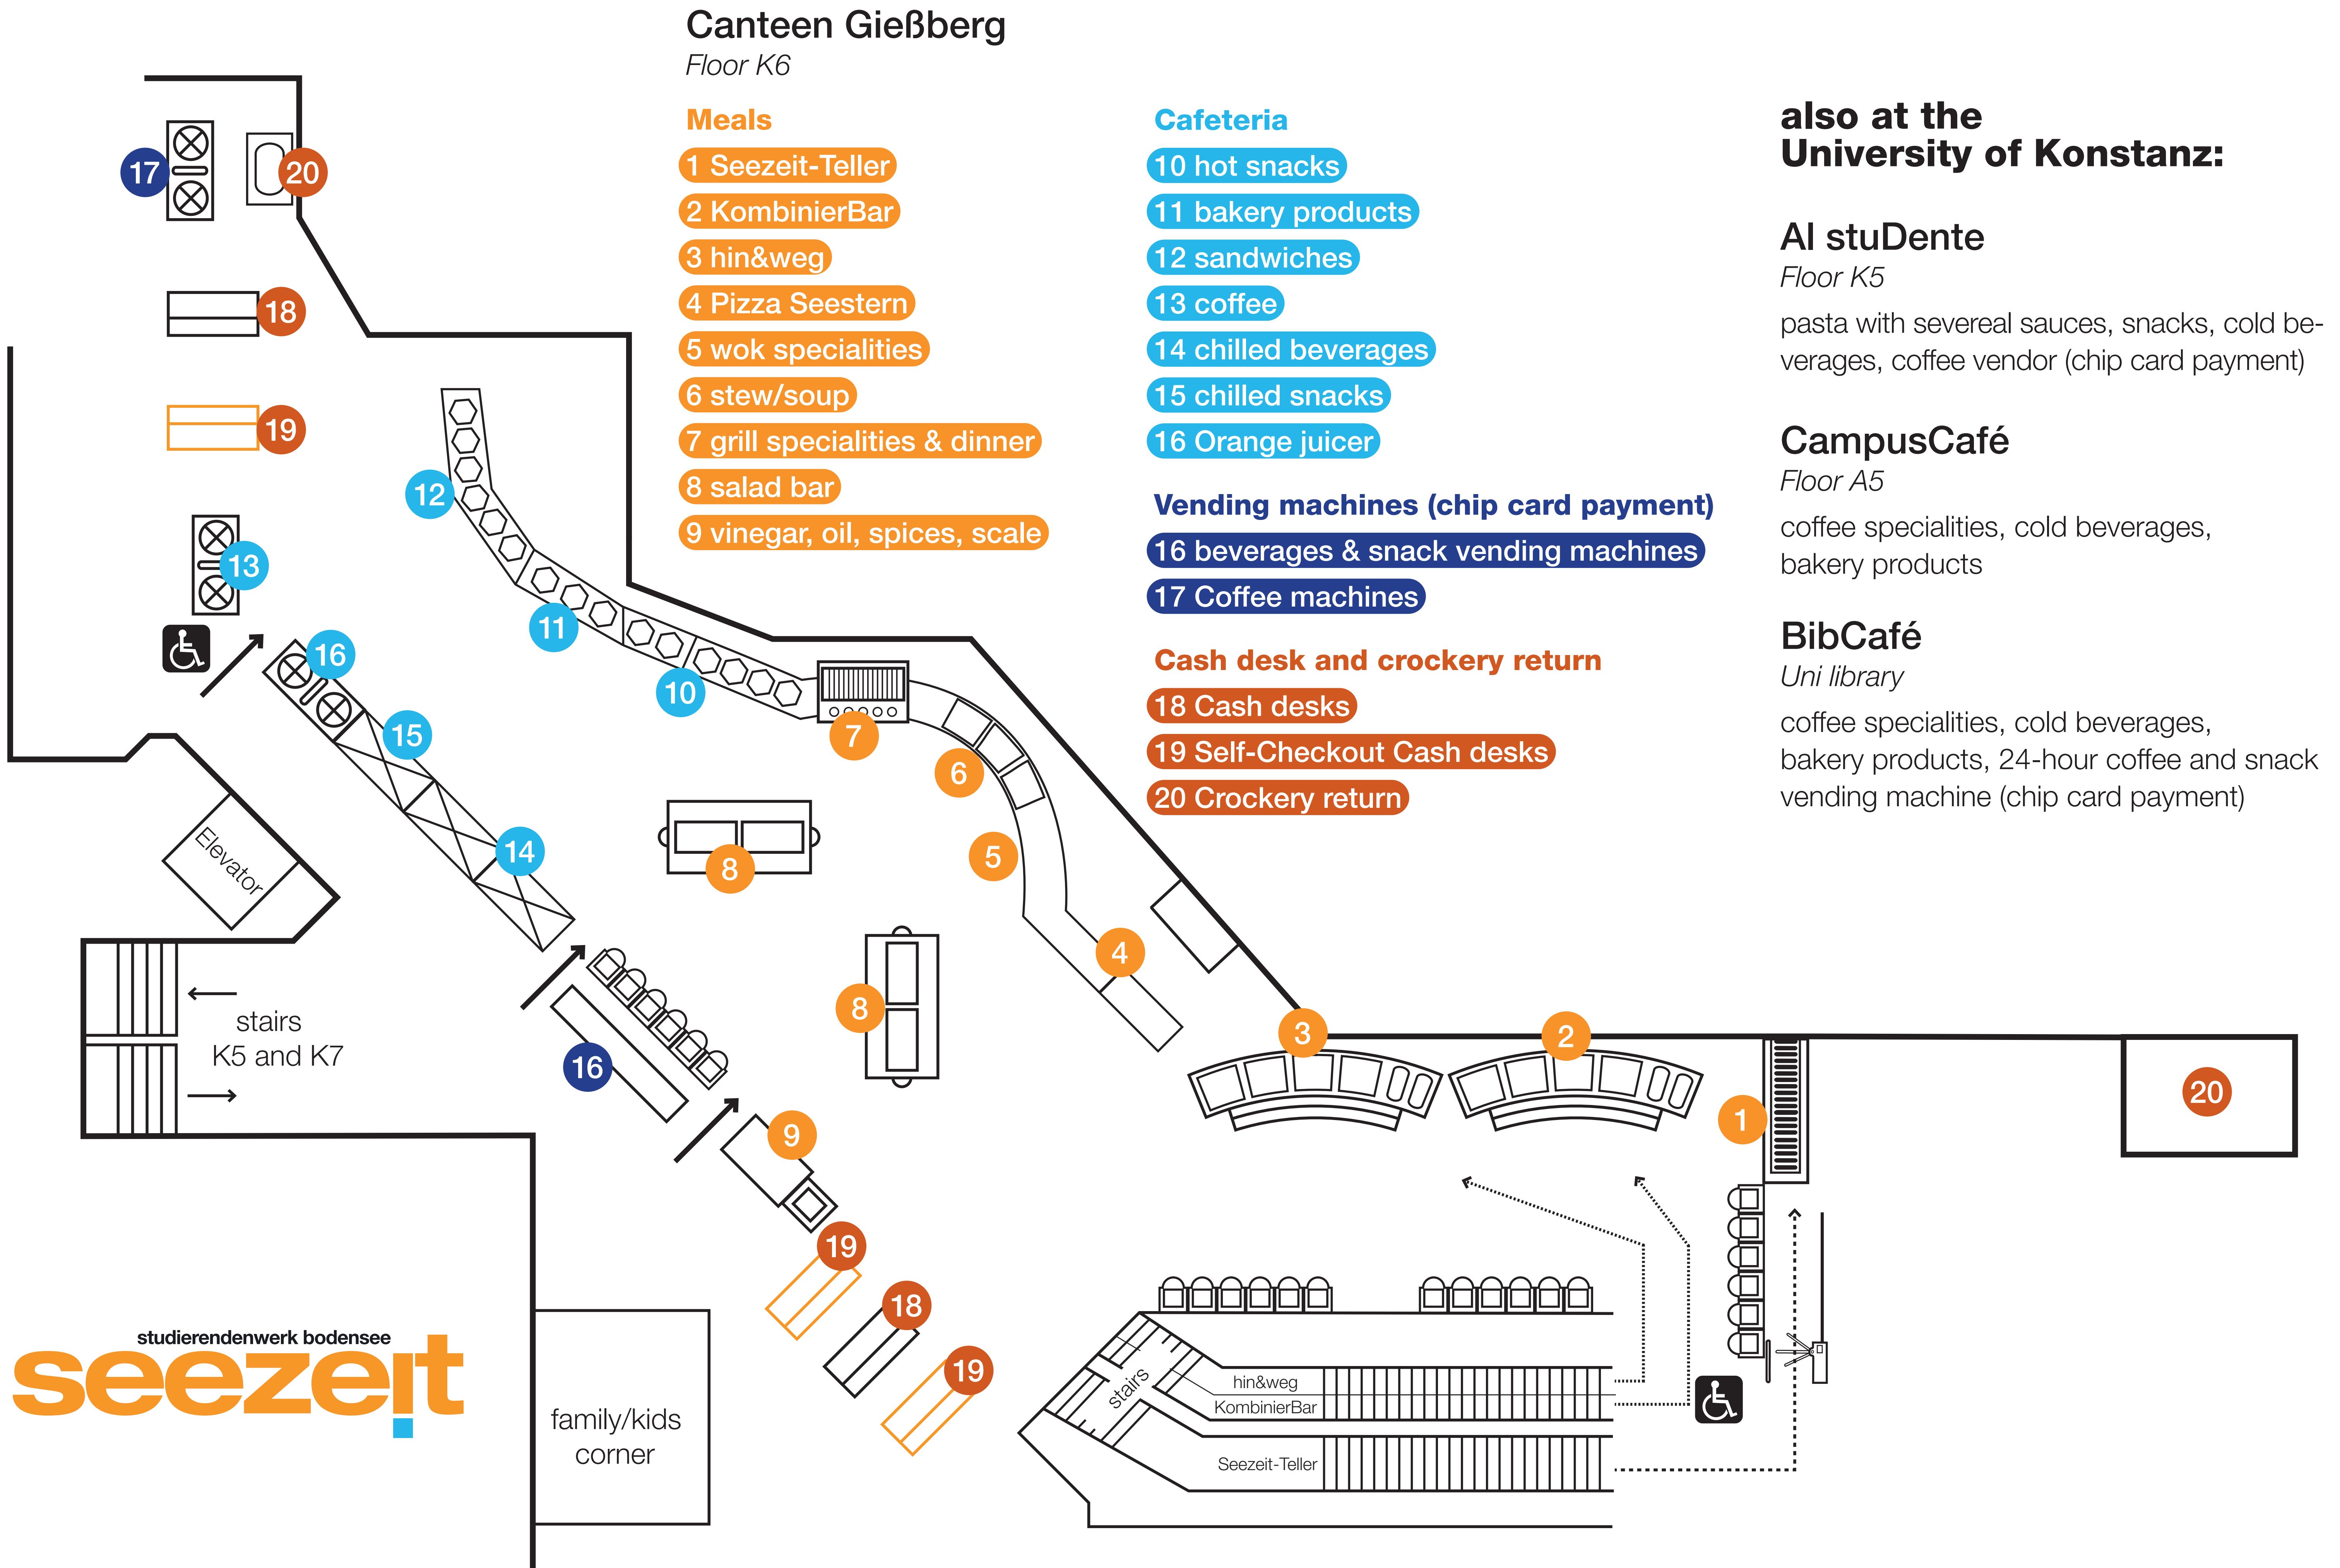 Canteen Gießberg
Floor K6
Meals
1 Seezeit-Teller
2 KombinierBar
3 hin&weg
4 Pizza Seestern
5 wok specialities
6 stew/soup
7 grill specialities & dinner
8 salad bar
9 vinegar, oil, spices, scale
Cafeteria
10 hot snacks
11 bakery products
12 sandwiches
13 coffee
14 chilled beverages
15 chilled snacks
16 Orange juicer
Vending machines (chip card payment)
16 beverages & snack vending machines
17 Coffee machines
Cash desk and crockery return
18 Cash desks
19 Self-Checkout Cash desks
20 Crockery return
also at the
University of Konstanz:
Al stuDente
Floor K5
pasta with severeal sauces, snacks, cold be-
verages, coffee vendor (chip card payment)
CampusCafé
Floor A5
coffee specialities, cold beverages,
bakery products
BibCafé
Uni library
coffee specialities, cold beverages,
bakery products, 24-hour coffee and snack
vending machine (chip card payment)
17
20
18
19
12
13
11
16
10
15
7
6
14
5
8
4
8
3
2
16
20
1
9
19
18
19
Elevator
stairs
K5 and K7
family/kids
corner
stairs
hin&weg
KombinierBar
Seezeit-Teller
studierendenwerk bodensee
seezeit